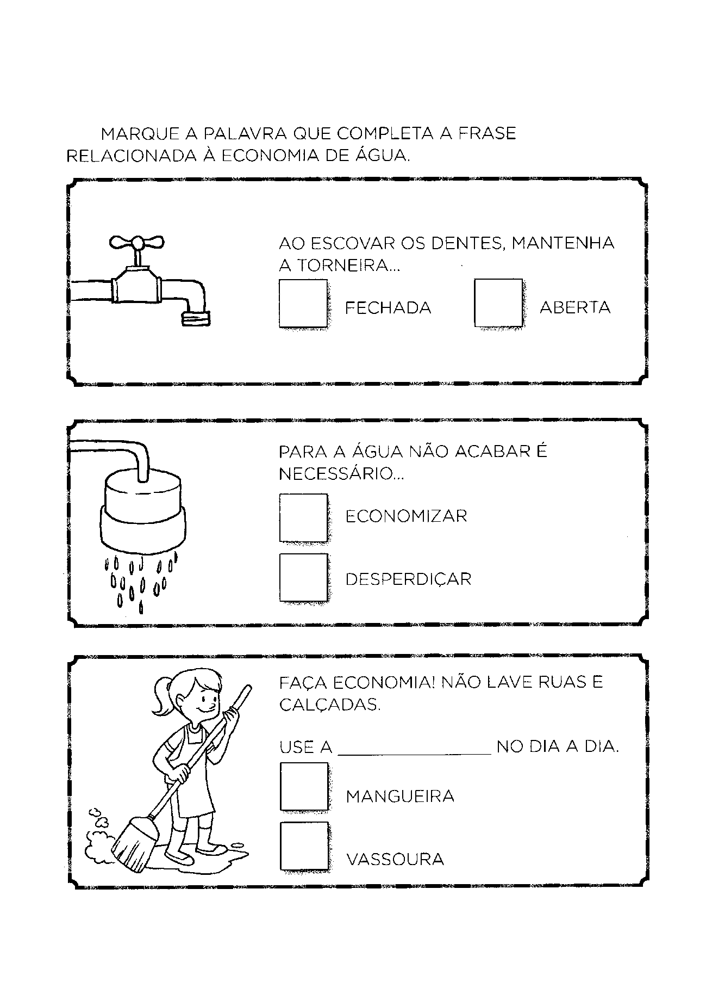 MARQUE A PALAVRA QUE COMPLETA A FRASE
RELACIONADA À ECONOMIA DE ÁGUA.
AO ESCOVAR OS DENTES, MANTENHA
A TORNEIRA...
FECHADA ABERTA
PARA A ÁGUA NÃO ACABAR É
NECESSÁRIO...
ECONOMIZAR
DESPERDIÇAR
FAÇA ECONOMIA! NÃO LAVE RUAS E
CALÇADAS.
USE A ____________________ NO DIA A DIA.
MANGUEIRA
VASSOURA